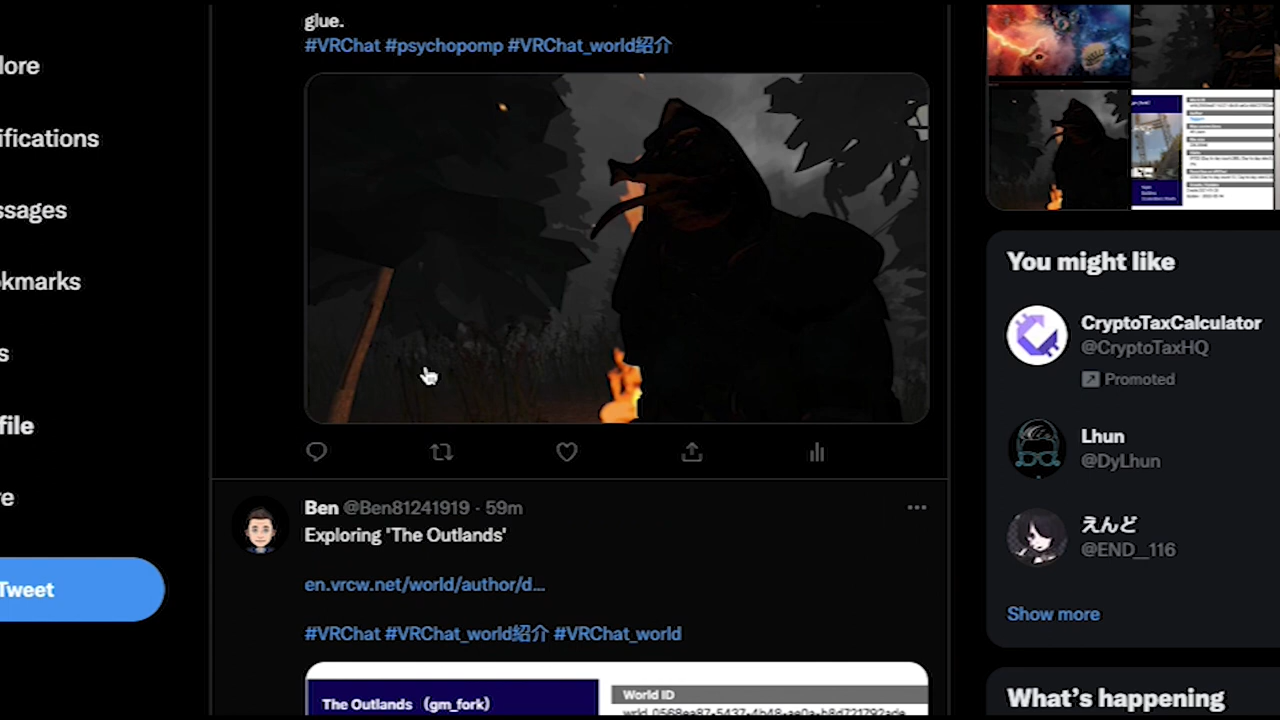 lore
ifications
ssages
okmarks
s
file
re
Tweet
glue.
#VRChat #psychopomp #VRChat_world紹介
Ben @Ben81241919 · 59m
Exploring 'The Outlands'
en.vrcw.net/world/author/d...
#VRChat #VRChat_world紹介 #VRChat_world
The Outlands (gm_fork)
World ID
You might like
CryptoTaxCalculator
@CryptoTaxHQ
Promoted
Lhun
@DyLhun
えんど
@END__116
Show more
What's happening